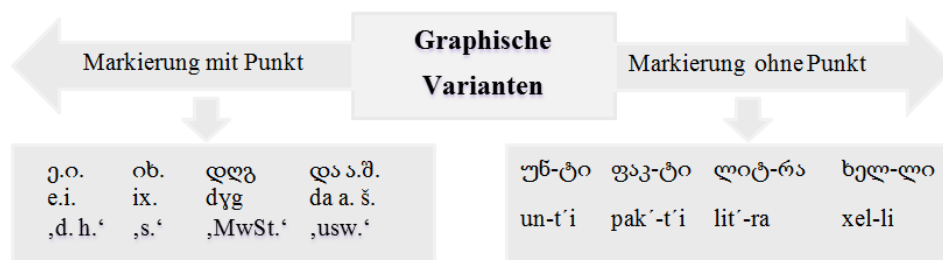 Graphische
Varianten
Markierung mit Punkt
Markierung ohne Punkt
ე.ი. იხ. დღგ და ა.შ.
e.i. ix. dɣg da a. š.
‚d. h.‘ ‚s.‘ ‚MwSt.‘ ‚usw.‘
უნ-ტი ფაკ-ტი ლიტ-რა ხელ-ლი
un-t´i pak´-t´i lit´-ra xel-li